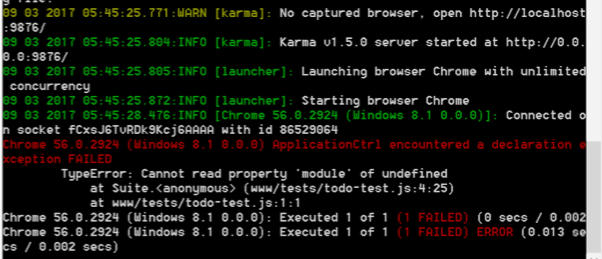 g file.
09 03 2017 05:45:25.771:WARN [karma]: No captured browser, open http://localhost
:9876/
09 03 2017 05:45:25.804:INFO [karma]: Karma v1.5.0 server started at http://0.0.
0.0:9876/
09 03 2017 05:45:25.805:INFO [launcher]: Launching browser Chrome with unlimited
 concurrency
09 03 2017 05:45:25.872:INFO [launcher]: Starting browser Chrome
09 03 2017 05:45:28.476:INFO [Chrome 56.0.2924 (Windows 8.1 0.0.0)]: Connected o
n socket fCxsJ6TvRDk9Kcj6AAAA with id 86529064
Chrome 56.0.2924 (Windows 8.1 0.0.0) ApplicationCtrl encountered a declaration e
xception FAILED
        TypeError: Cannot read property 'module' of undefined
            at Suite.<anonymous> (www/tests/todo-test.js:4:25)
            at www/tests/todo-test.js:1:1
Chrome 56.0.2924 (Windows 8.1 0.0.0): Executed 1 of 1 (1 FAILED) (0 secs / 0.002
Chrome 56.0.2924 (Windows 8.1 0.0.0): Executed 1 of 1 (1 FAILED) ERROR (0.013 se
cs / 0.002 secs)